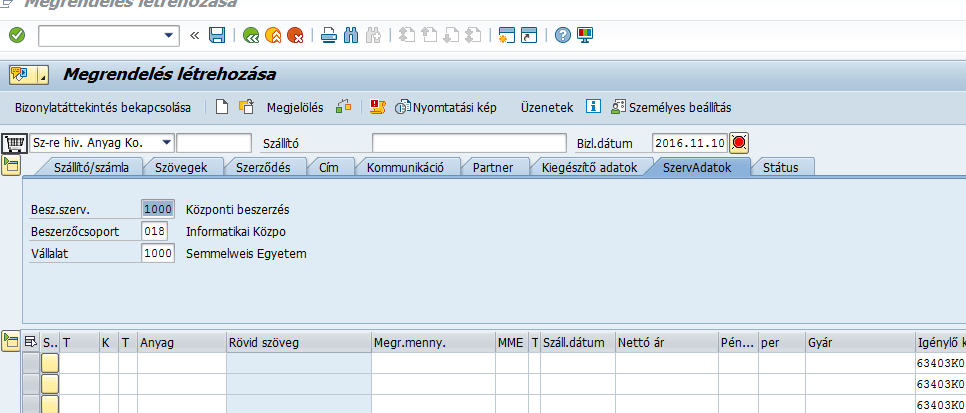 Megrendelés létrehozása
Megrendelés létrehozása
Bizonylatáttekintés bekapcsolása Megjelölés Nyomtatási kép Üzenetek Személyes beállítás
Sz-re hiv. Anyag Ko. Szállító Bizl.dátum 2016.11.10
Szállító/számla Szövegek Szerződés Cím Kommunikáció Partner Kiegészítő adatok SzervAdatok Státus
Besz.szerv. 1000 Központi beszerzés
Beszerzőcsoport 018 Informatikai Közpo
Vállalat 1000 Semmelweis Egyetem
S.. T K T Anyag Rövid szöveg Megr.menny. MME T Száll.dátum Nettó ár Pén... per Gyár Igénylő k
63403K0
63403K0
63403K0